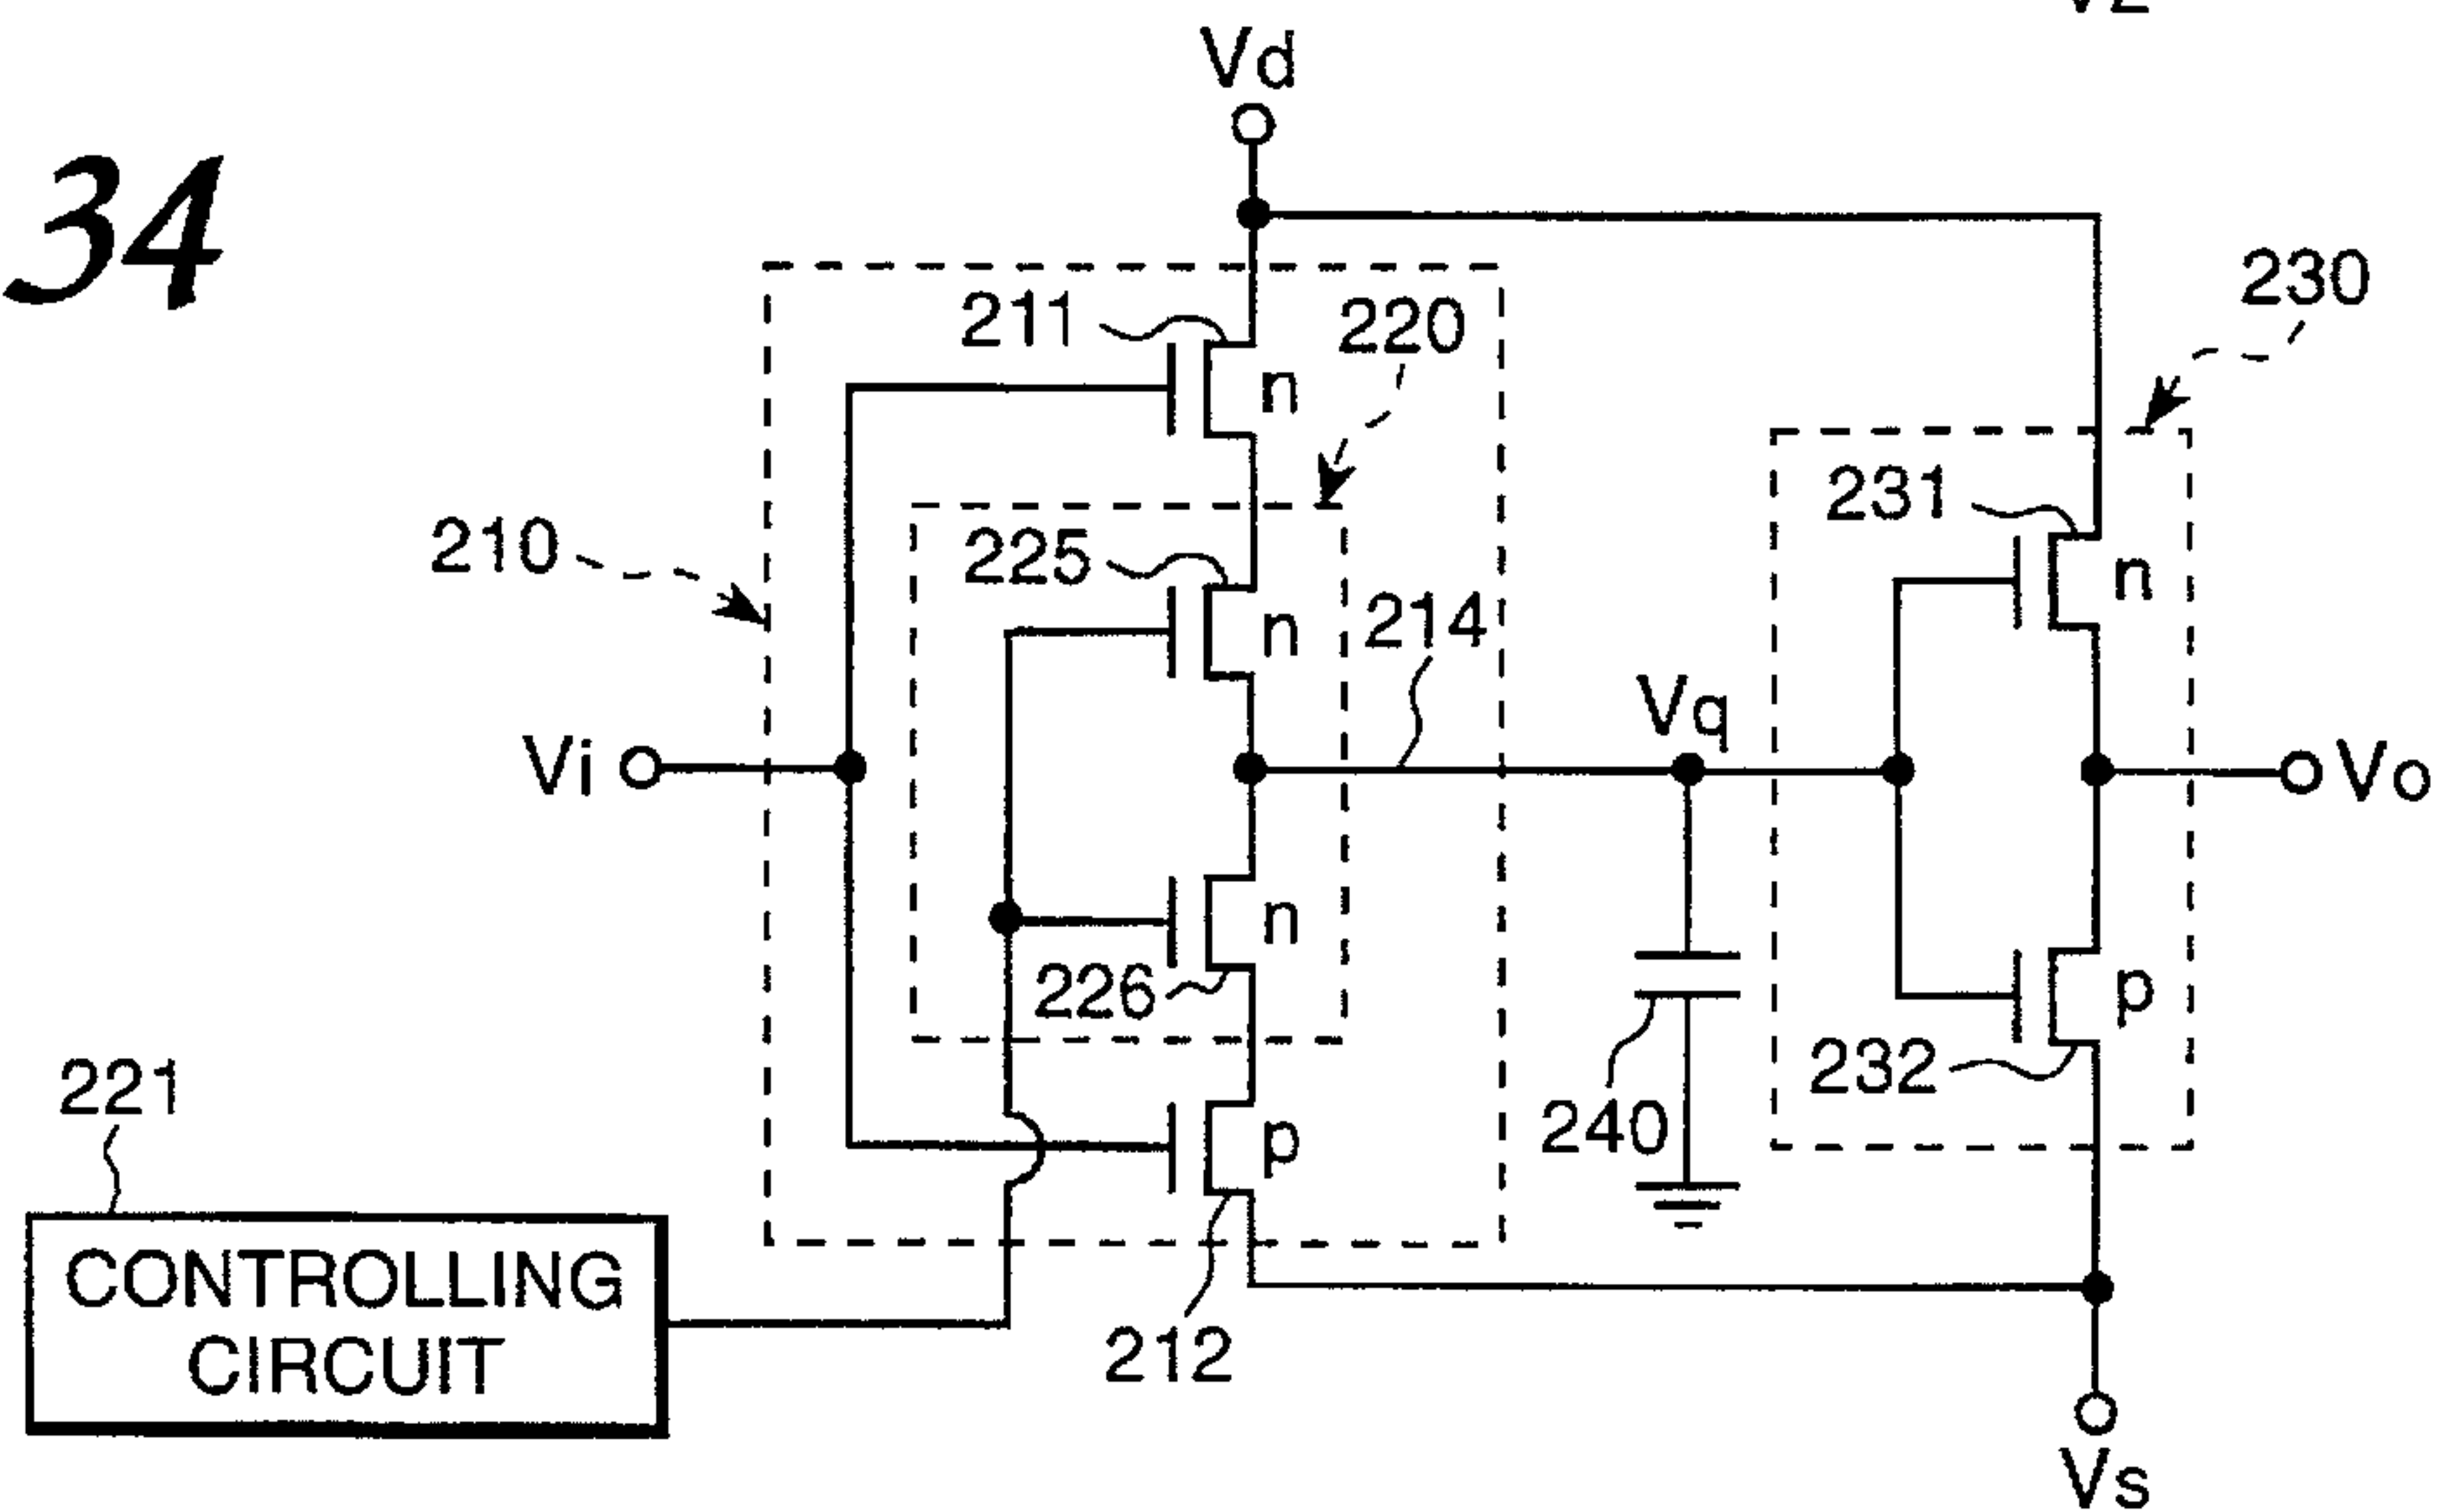 Vd
34
211
220
230
n
231
210
225
n
214
n
Vq
Vi
Vo
n
226
p
232
221
240
p
CONTROLLING
CIRCUIT
212
Vs